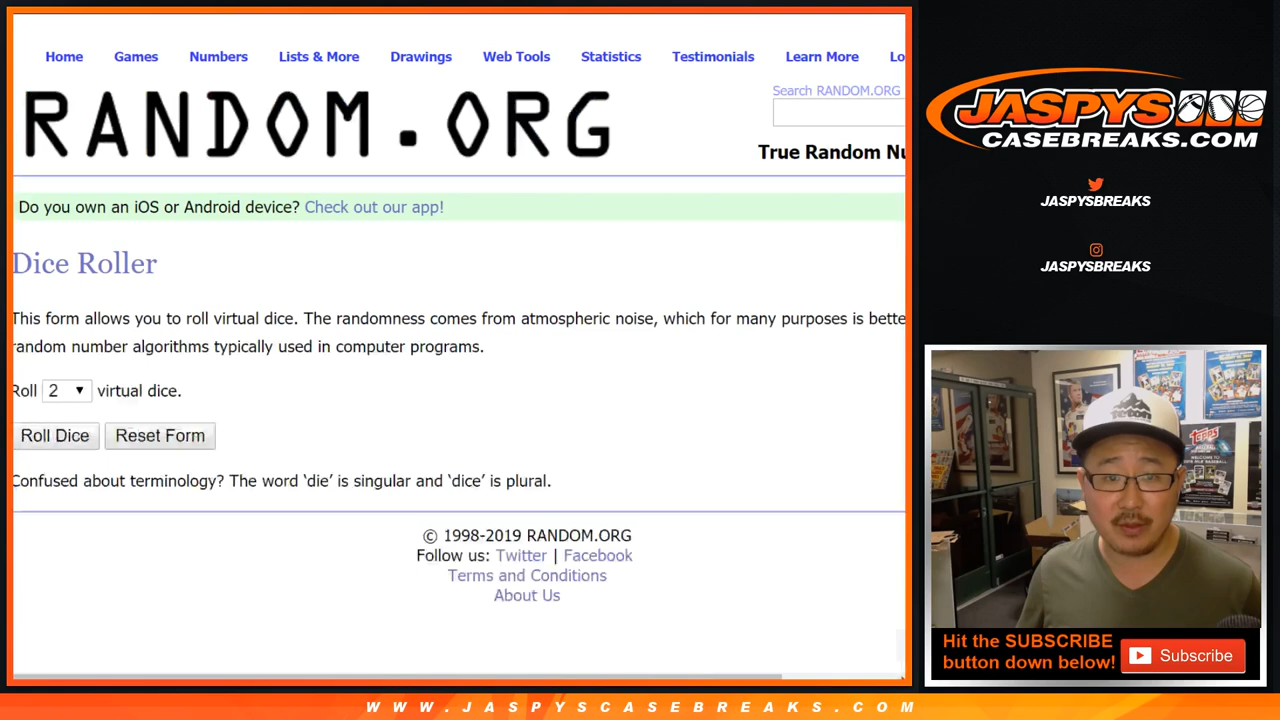 Home Games Numbers Lists & More Drawings Web Tools Statistics Testimonials Learn More Lo
RANDOM.ORG
Search RANDOM.ORG
True Random Nu
Do you own an iOS or Android device? Check out our app!
Dice Roller
This form allows you to roll virtual dice. The randomness comes from atmospheric noise, which for many purposes is bette
random number algorithms typically used in computer programs.
Roll 2 virtual dice.
Roll Dice Reset Form
Confused about terminology? The word ‘die’ is singular and ‘dice’ is plural.
© 1998-2019 RANDOM.ORG
Follow us: Twitter | Facebook
Terms and Conditions
About Us
JASPYS
CASEBREAKS.COM
JASPYSBREAKS
JASPYSBREAKS
teton
topps
Hit the SUBSCRIBE
button down below!
Subscribe
WWW.JASPYSCASEBREAKS.COM